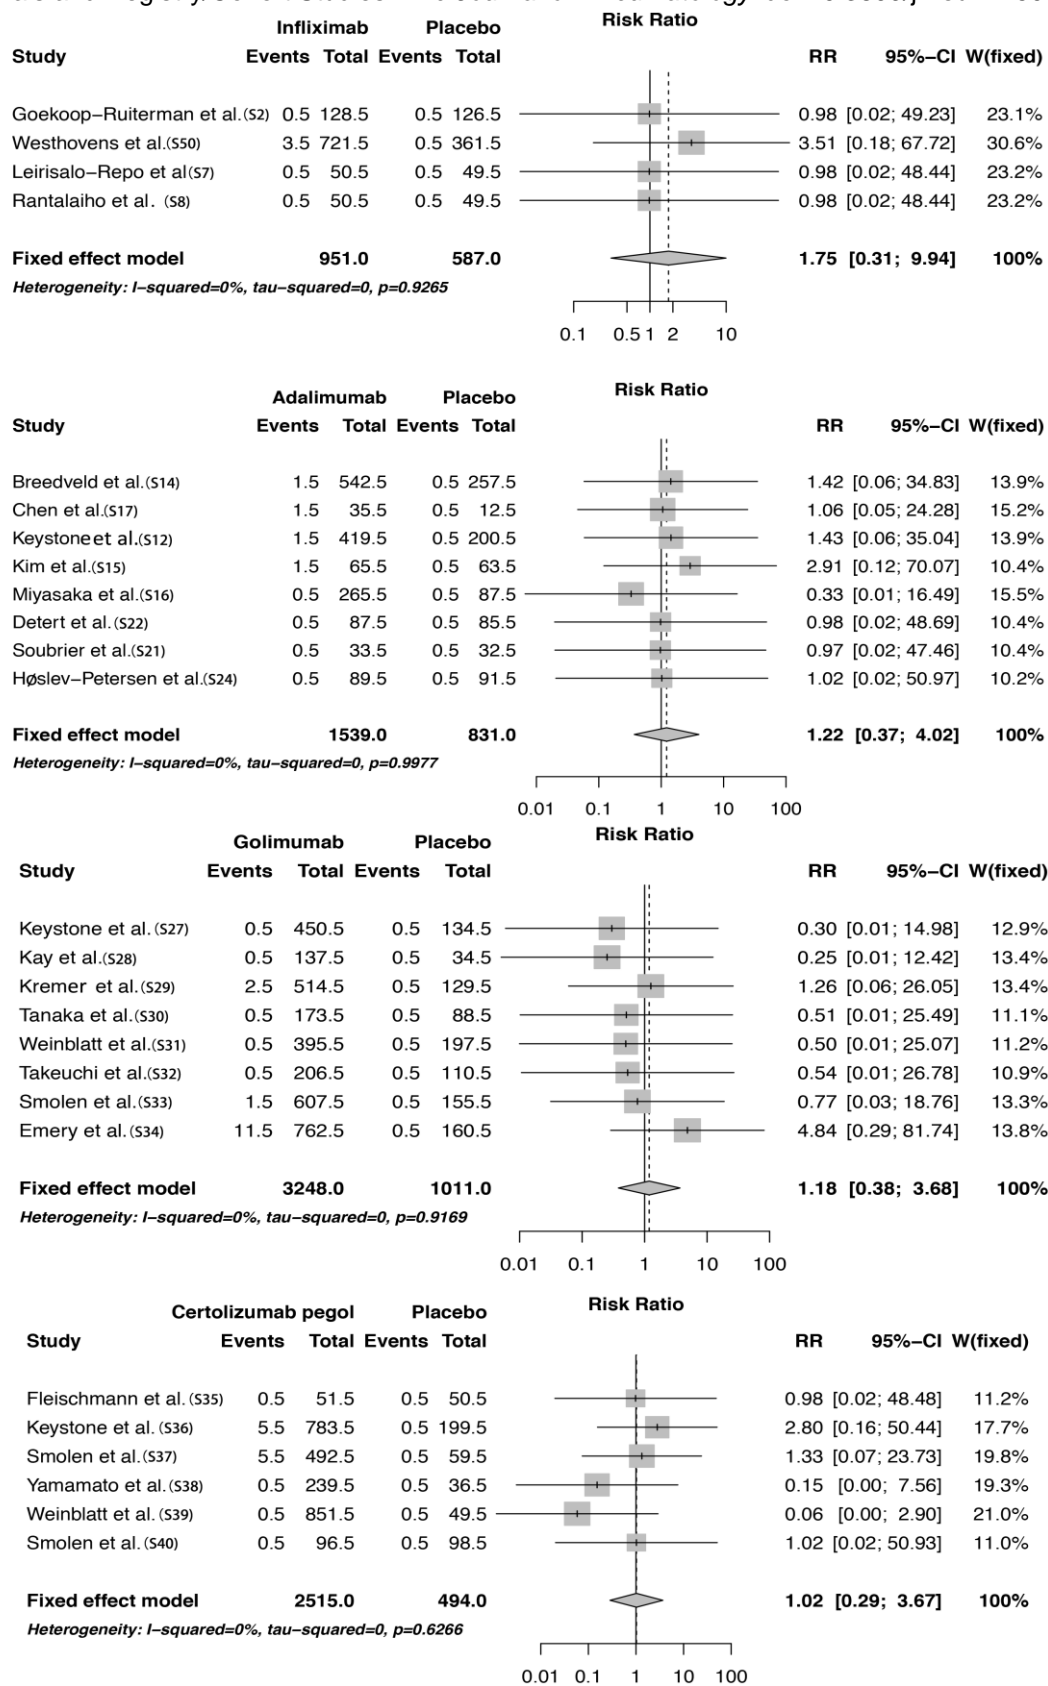 Risk Ratio
Infliximab Placebo
Study Events Total Events Total RR 95%–CI W(fixed)
Goekoop–Ruiterman et al.(S2) 0.5 128.5 0.5 126.5 0.98 [0.02; 49.23] 23.1%
Westhovens et al.(S50) 3.5 721.5 0.5 361.5 3.51 [0.18; 67.72] 30.6%
Leirisalo–Repo et al(S7) 0.5 50.5 0.5 49.5 0.98 [0.02; 48.44] 23.2%
Rantalaiho et al. (S8) 0.5 50.5 0.5 49.5 0.98 [0.02; 48.44] 23.2%
Fixed effect model 951.0 587.0 1.75 [0.31; 9.94] 100%
Heterogeneity: I–squared=0%, tau–squared=0, p=0.9265
0.1 0.5 1 2 10
Risk Ratio
Adalimumab Placebo
Study Events Total Events Total RR 95%–CI W(fixed)
Breedveld et al.(S14) 1.5 542.5 0.5 257.5 1.42 [0.06; 34.83] 13.9%
Chen et al.(S17) 1.5 35.5 0.5 12.5 1.06 [0.05; 24.28] 15.2%
Keystone et al.(S12) 1.5 419.5 0.5 200.5 1.43 [0.06; 35.04] 13.9%
Kim et al.(S15) 1.5 65.5 0.5 63.5 2.91 [0.12; 70.07] 10.4%
Miyasaka et al.(S16) 0.5 265.5 0.5 87.5 0.33 [0.01; 16.49] 15.5%
Detert et al.(S22) 0.5 87.5 0.5 85.5 0.98 [0.02; 48.69] 10.4%
Soubrier et al.(S21) 0.5 33.5 0.5 32.5 0.97 [0.02; 47.46] 10.4%
Høslev–Petersen et al.(S24) 0.5 89.5 0.5 91.5 1.02 [0.02; 50.97] 10.2%
Fixed effect model 1539.0 831.0 1.22 [0.37; 4.02] 100%
Heterogeneity: I–squared=0%, tau–squared=0, p=0.9977
0.01 0.1 1 10 100
Risk Ratio
Golimumab Placebo
Study Events Total Events Total RR 95%–CI W(fixed)
Keystone et al.(S27) 0.5 450.5 0.5 134.5 0.30 [0.01; 14.98] 12.9%
Kay et al.(S28) 0.5 137.5 0.5 34.5 0.25 [0.01; 12.42] 13.4%
Kremer et al.(S29) 2.5 514.5 0.5 129.5 1.26 [0.06; 26.05] 13.4%
Tanaka et al.(S30) 0.5 173.5 0.5 88.5 0.51 [0.01; 25.49] 11.1%
Weinblatt et al.(S31) 0.5 395.5 0.5 197.5 0.50 [0.01; 25.07] 11.2%
Takeuchi et al.(S32) 0.5 206.5 0.5 110.5 0.54 [0.01; 26.78] 10.9%
Smolen et al.(S33) 1.5 607.5 0.5 155.5 0.77 [0.03; 18.76] 13.3%
Emery et al.(S34) 11.5 762.5 0.5 160.5 4.84 [0.29; 81.74] 13.8%
Fixed effect model 3248.0 1011.0 1.18 [0.38; 3.68] 100%
Heterogeneity: I–squared=0%, tau–squared=0, p=0.9169
0.01 0.1 1 10 100
Risk Ratio
Certolizumab pegol Placebo
Study Events Total Events Total RR 95%–CI W(fixed)
Fleischmann et al.(S35) 0.5 51.5 0.5 50.5 0.98 [0.02; 48.48] 11.2%
Keystone et al.(S36) 5.5 783.5 0.5 199.5 2.80 [0.16; 50.44] 17.7%
Smolen et al.(S37) 5.5 492.5 0.5 59.5 1.33 [0.07; 23.73] 19.8%
Yamamato et al.(S38) 0.5 239.5 0.5 36.5 0.15 [0.00; 7.56] 19.3%
Weinblatt et al.(S39) 0.5 851.5 0.5 49.5 0.06 [0.00; 2.90] 21.0%
Smolen et al.(S40) 0.5 96.5 0.5 98.5 1.02 [0.02; 50.93] 11.0%
Fixed effect model 2515.0 494.0 1.02 [0.29; 3.67] 100%
Heterogeneity: I–squared=0%, tau–squared=0, p=0.6266
0.01 0.1 1 10 100